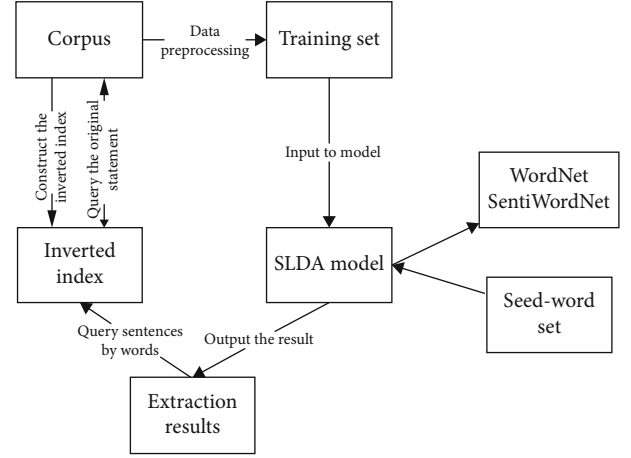 Corpus
Data
preprocessing
Training set
Construct the
inverted index
Query the original
statement
Input to model
WordNet
SentiWordNet
Inverted
index
SLDA model
Seed-word
set
Query sentences
by words
Output the result
Extraction
results